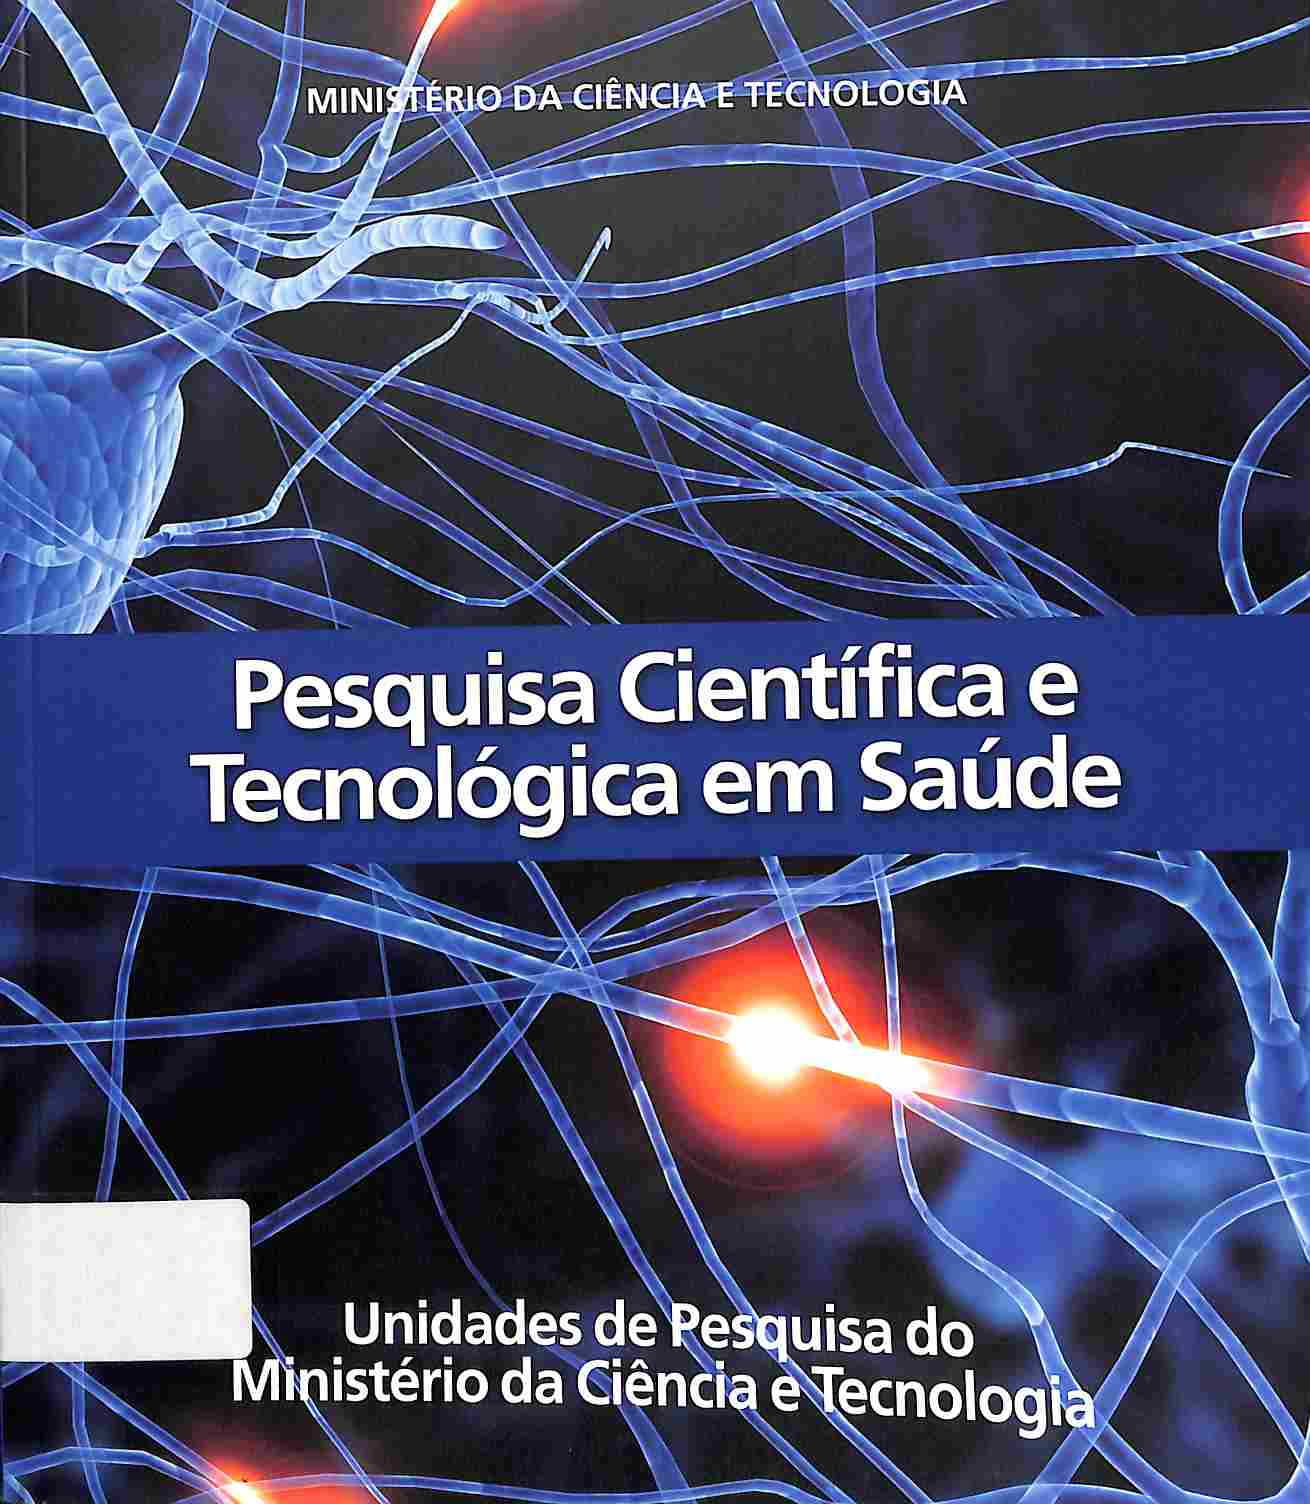 MINISTÉRIO DA CIÊNCIA E TECNOLOGIA
Pesquisa Científica e
Tecnológica em Saúde
Unidades de Pesquisa do
Ministério da Ciência e Tecnologia